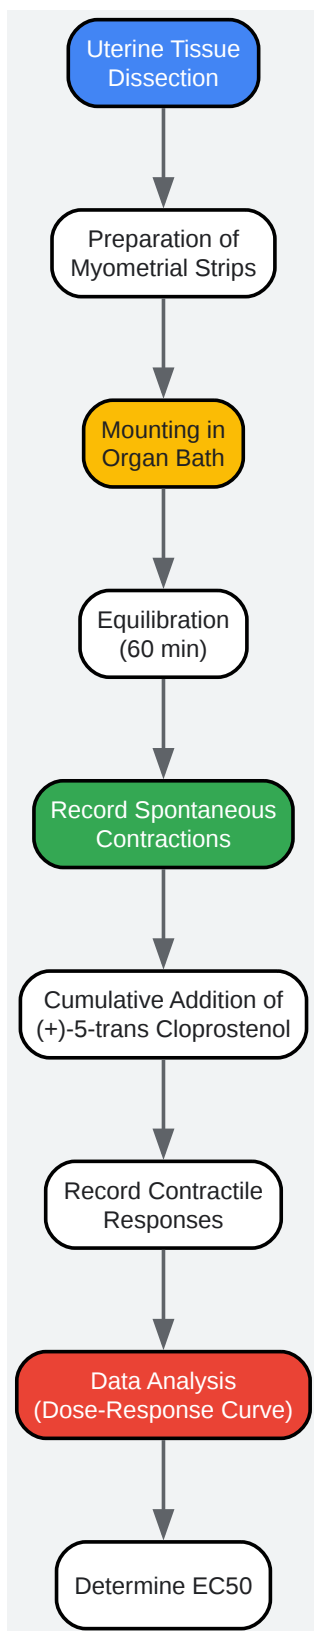 Uterine Tissue
Dissection
Preparation of
Myometrial Strips
Mounting in
Organ Bath
Equilibration
(60 min)
Record Spontaneous
Contractions
Cumulative Addition of
(+)-5-trans Cloprostenol
Record Contractile
Responses
Data Analysis
(Dose-Response Curve)
Determine EC50